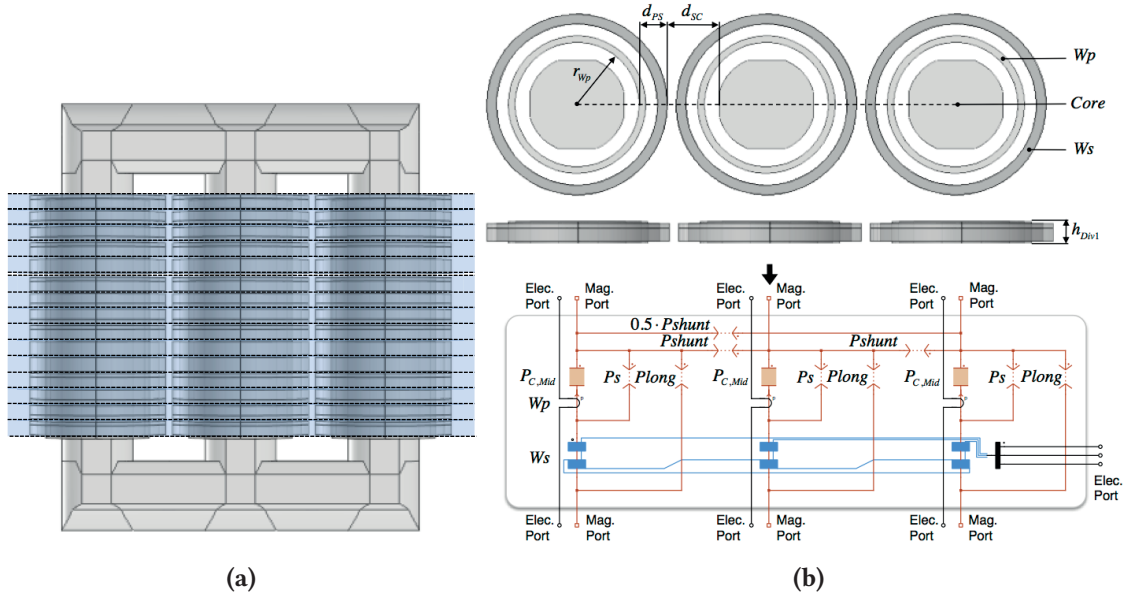 d_PS d_SC
r_Wp
Wp
Core
Ws
h_Div1
Elec. Port Mag. Port Elec. Port Mag. Port Elec. Port Mag. Port
0.5 · Pshunt
Pshunt Pshunt
P_C,Mid Ps Plong P_C,Mid Ps Plong P_C,Mid Ps Plong
Wp
Ws
Elec. Port
Elec. Port Mag. Port Elec. Port Mag. Port Elec. Port Mag. Port
(a) (b)